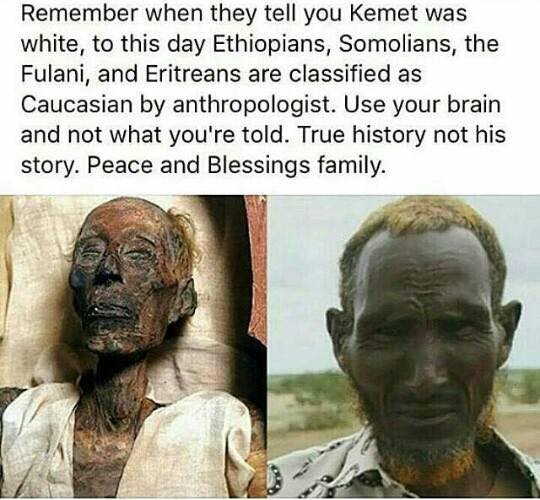 Remember when they tell you Kemet was
white, to this day Ethiopians, Somolians, the
Fulani, and Eritreans are classified as
Caucasian by anthropologist. Use your brain
and not what you're told. True history not his
story. Peace and Blessings family.